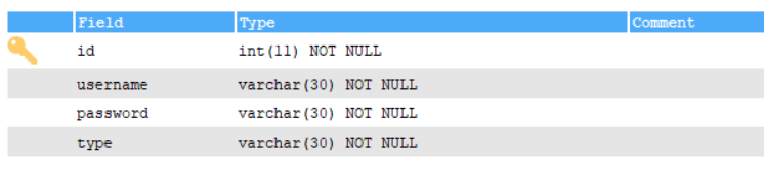 Field Type Comment
id int(11) NOT NULL
username varchar(30) NOT NULL
password varchar(30) NOT NULL
type varchar(30) NOT NULL